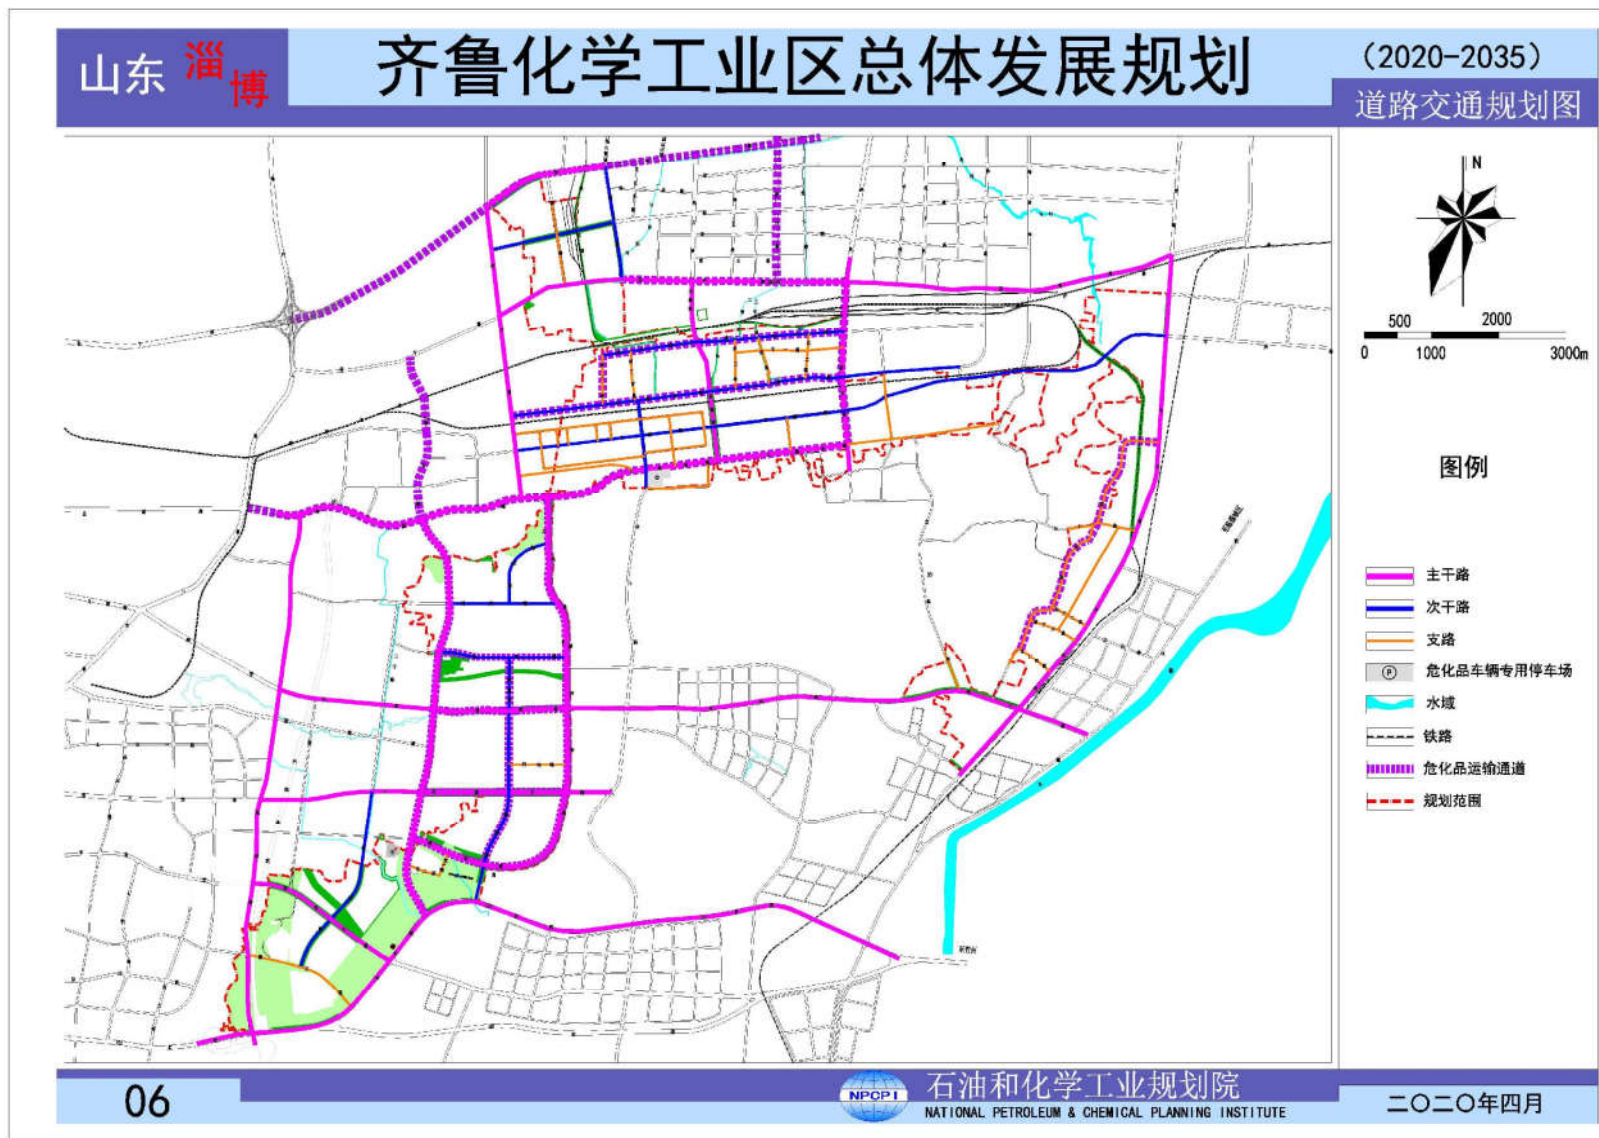 山东 淄博
齐鲁化学工业区总体发展规划
（2020-2035）
道路交通规划图
N
500 2000
0 1000 3000m
图例
主干路
次干路
支路
P 危化品车辆专用停车场
水域
铁路
危化品运输通道
规划范围
06
NPCPI
石油和化学工业规划院
NATIONAL PETROLEUM & CHEMICAL PLANNING INSTITUTE
二〇二〇年四月